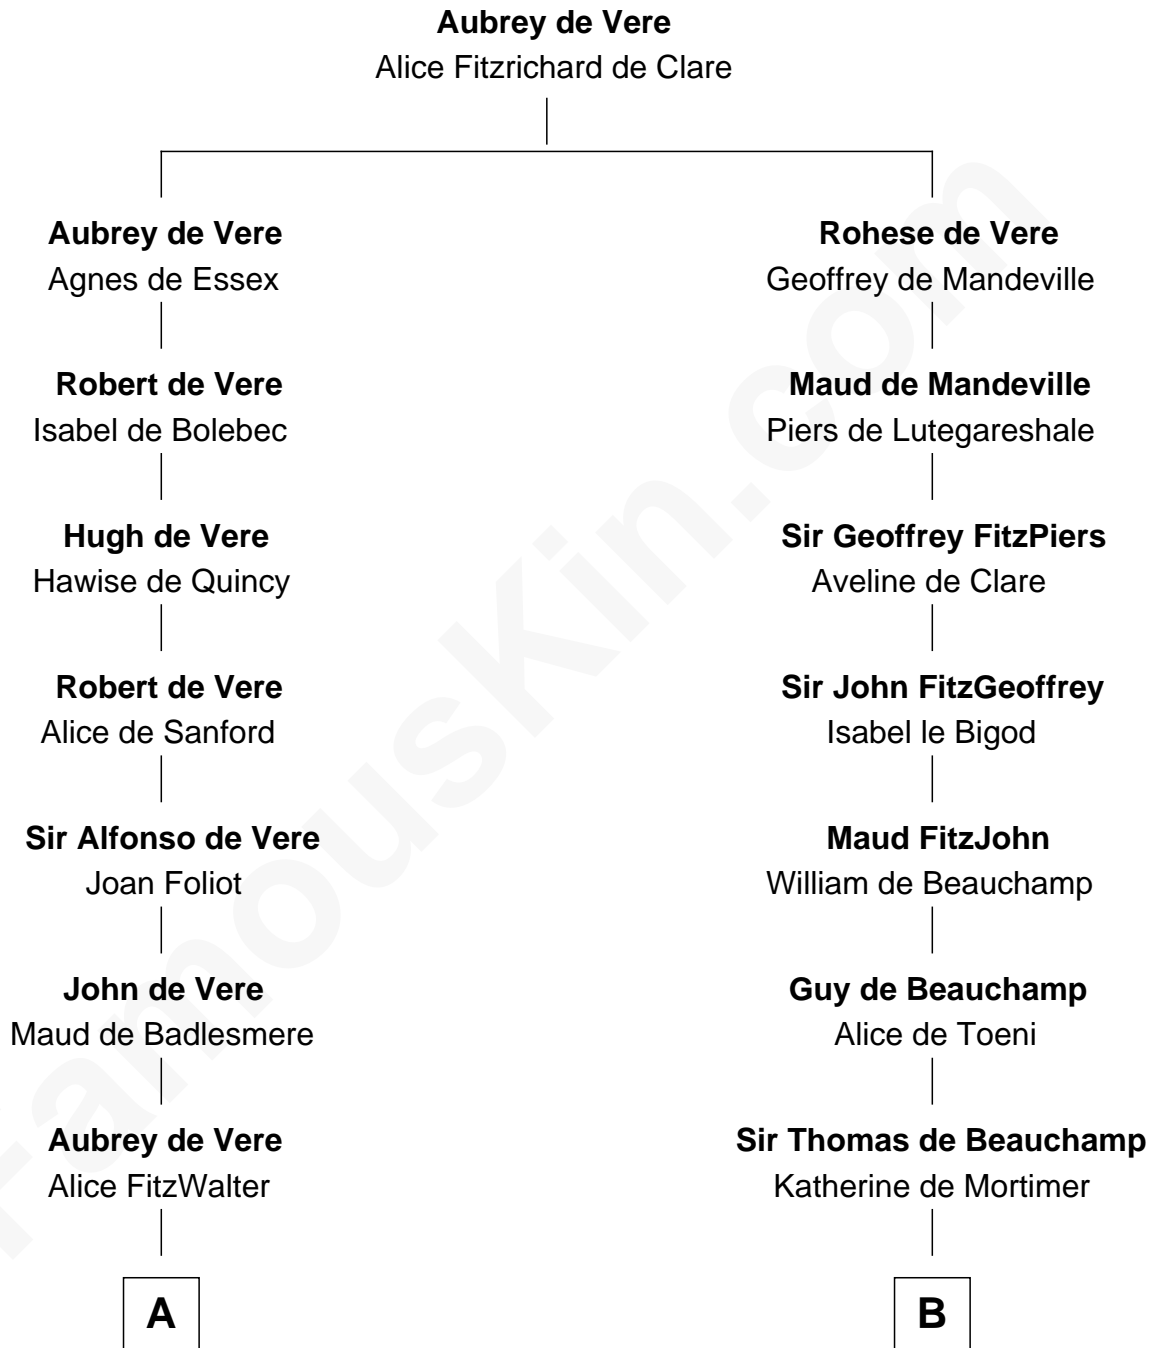 Aubrey de Vere
Alice Fitzrichard de Clare
Aubrey de Vere
Agnes de Essex
Robert de Vere
Isabel de Bolebec
Hugh de Vere
Hawise de Quincy
Robert de Vere
Alice de Sanford
Sir Alfonso de Vere
Joan Foliot
John de Vere
Maud de Badlesmere
Aubrey de Vere
Alice FitzWalter
A
Rohese de Vere
Geoffrey de Mandeville
Maud de Mandeville
Piers de Lutegareshale
Sir Geoffrey FitzPiers
Aveline de Clare
Sir John FitzGeoffrey
Isabel le Bigod
Maud FitzJohn
William de Beauchamp
Guy de Beauchamp
Alice de Toeni
Sir Thomas de Beauchamp
Katherine de Mortimer
B
FamousKin.com